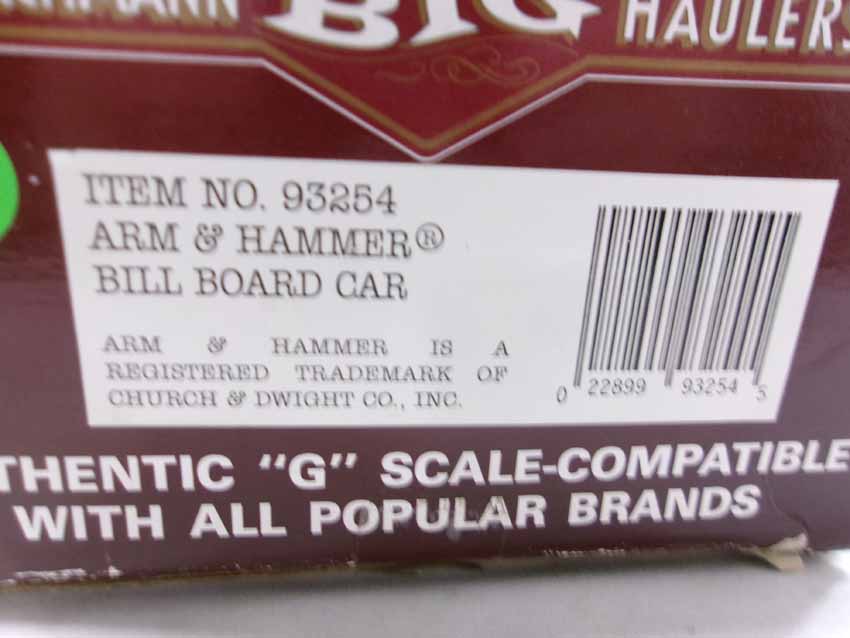 BIG HAULERS
ITEM NO. 93254
ARM & HAMMER®
BILL BOARD CAR
ARM & HAMMER IS A
REGISTERED TRADEMARK OF
CHURCH & DWIGHT CO., INC.
0 22899 93254 5
THENTIC "G" SCALE-COMPATIBLE
WITH ALL POPULAR BRANDS